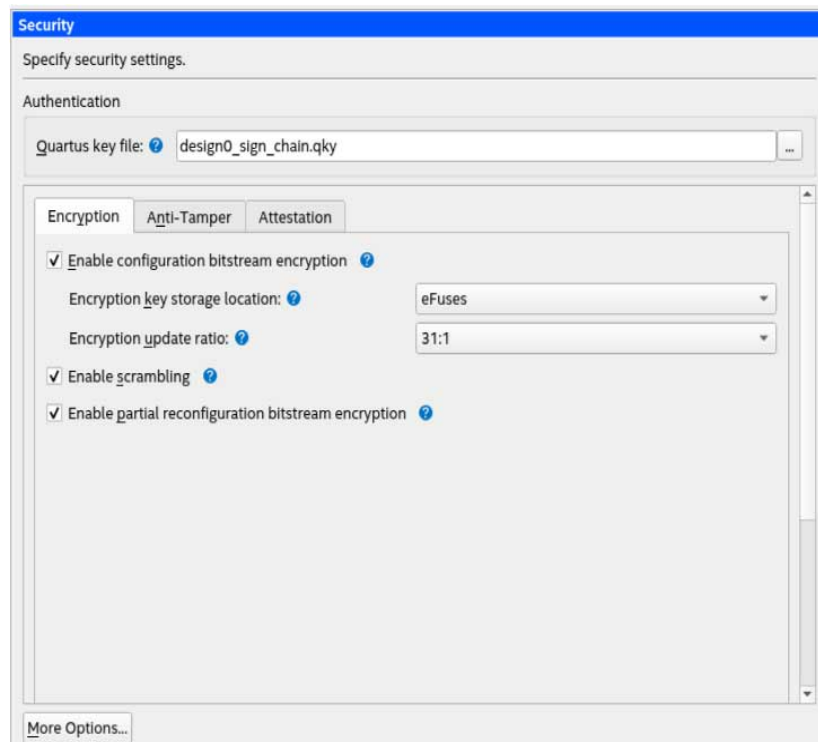 Security
Specify security settings.
Authentication
Quartus key file: design0_sign_chain.qky ...
Encryption Anti-Tamper Attestation
Enable configuration bitstream encryption
Encryption key storage location: eFuses
Encryption update ratio: 31:1
Enable scrambling
Enable partial reconfiguration bitstream encryption
More Options...